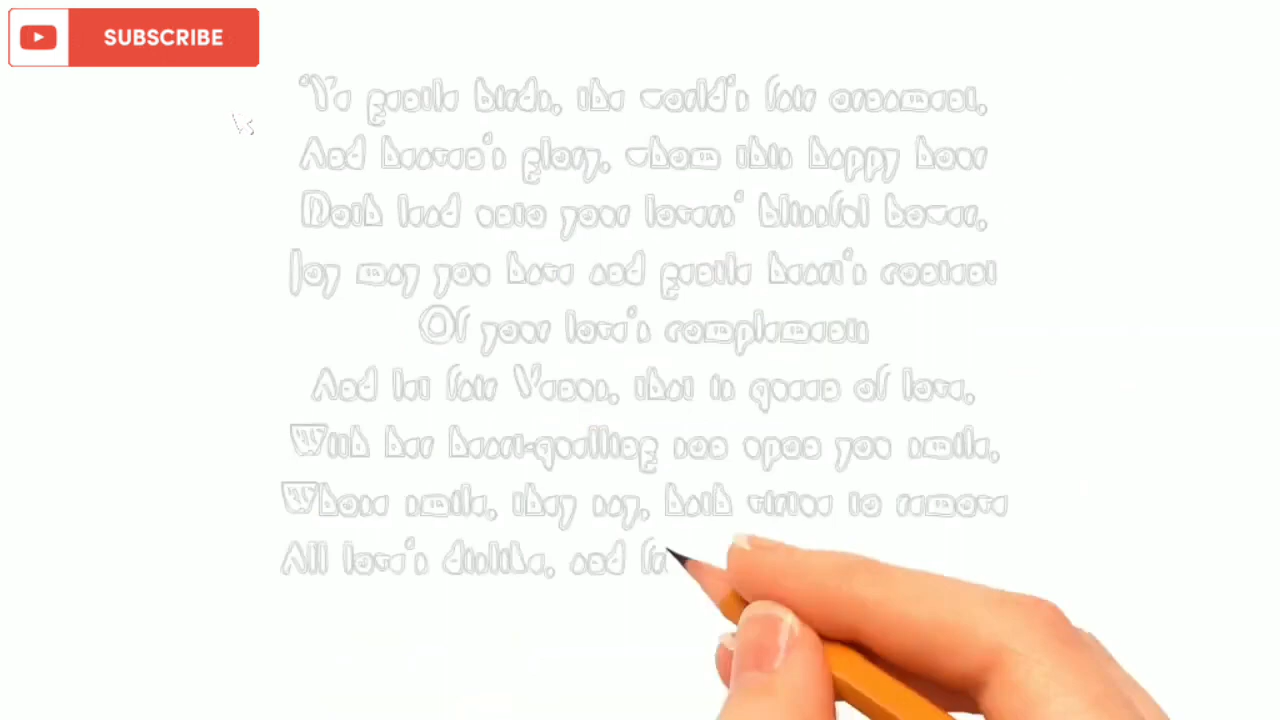 SUBSCRIBE
'Ye gentle birds, the world's fair ornament,
And heaven's glory, whom this happy hour
Doth lead unto your lovers' blissful bower,
Joy may you have and gentle heart's content
Of your love's complement:
And let fair Venus, that is queen of love,
With her heart-quelling son upon you smile,
Whose smile, they say, hath virtue to remove
All love's dislike, and